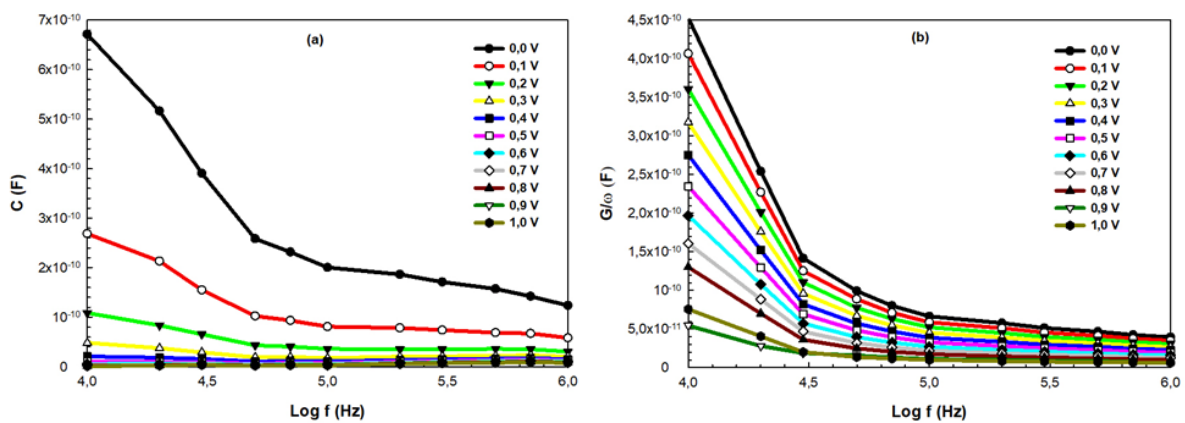 (a)
7x10-10
6x10-10
5x10-10
4x10-10
3x10-10
2x10-10
10-10
0
C (F)
4,0 4,5 5,0 5,5 6,0
Log f (Hz)
0,0 V
0,1 V
0,2 V
0,3 V
0,4 V
0,5 V
0,6 V
0,7 V
0,8 V
0,9 V
1,0 V
(b)
4,5x10-10
4,0x10-10
3,5x10-10
3,0x10-10
2,5x10-10
2,0x10-10
1,5x10-10
10-10
5,0x10-11
0
G/ω (F)
4,0 4,5 5,0 5,5 6,0
Log f (Hz)
0,0 V
0,1 V
0,2 V
0,3 V
0,4 V
0,5 V
0,6 V
0,7 V
0,8 V
0,9 V
1,0 V